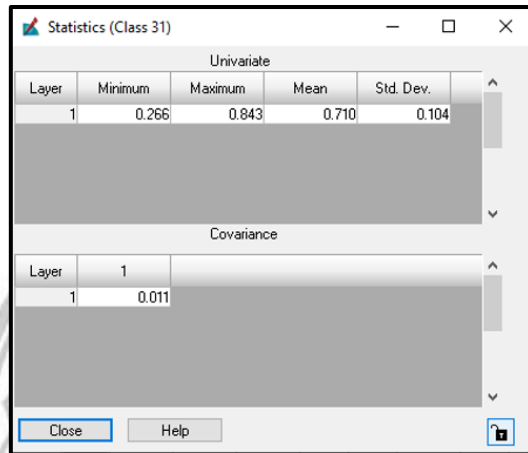 Statistics (Class 31)
Univariate
Layer Minimum Maximum Mean Std. Dev.
1 0.266 0.843 0.710 0.104
Covariance
Layer 1
1 0.011
Close Help